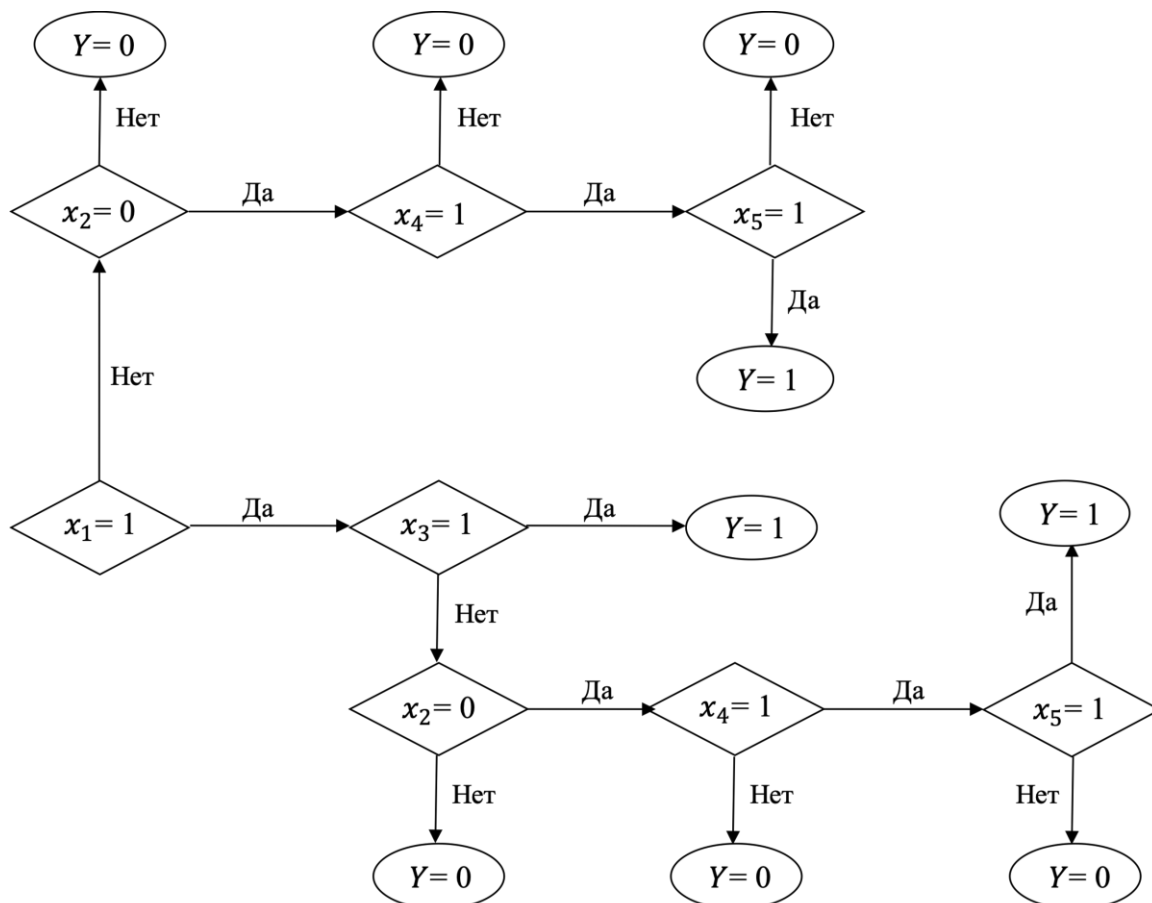 Y= 0
Y= 0
Y= 0
Нет
Нет
Нет
x₂= 0
Да
x₄= 1
Да
x₅= 1
Да
Y= 1
Нет
x₁= 1
Да
x₃= 1
Да
Y= 1
Y= 1
Нет
Да
x₂= 0
Да
x₄= 1
Да
x₅= 1
Нет
Нет
Нет
Y= 0
Y= 0
Y= 0